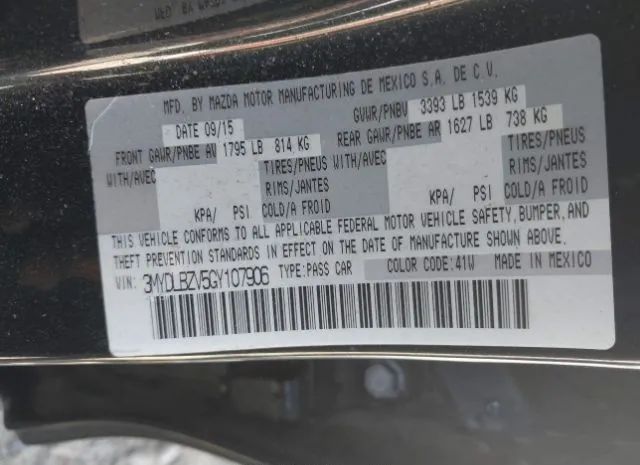 MFD. BY MAZDA MOTOR MANUFACTURING DE MEXICO S.A. DE C.V.
DATE 09/15 GVWR/PNBV 3393 LB 1539 KG
FRONT GAWR/PNBE AV 1795 LB 814 KG REAR GAWR/PNBE AR 1627 LB 738 KG
WITH/AVEC TIRES/PNEUS WITH/AVEC TIRES/PNEUS
RIMS/JANTES RIMS/JANTES
KPA/ PSI COLD/A FROID KPA/ PSI COLD/A FROID
THIS VEHICLE CONFORMS TO ALL APPLICABLE FEDERAL MOTOR VEHICLE SAFETY, BUMPER, AND
THEFT PREVENTION STANDARDS IN EFFECT ON THE DATE OF MANUFACTURE SHOWN ABOVE.
VIN: 3MYDLBZV5GY107906 TYPE:PASS CAR COLOR CODE:41W MADE IN MEXICO